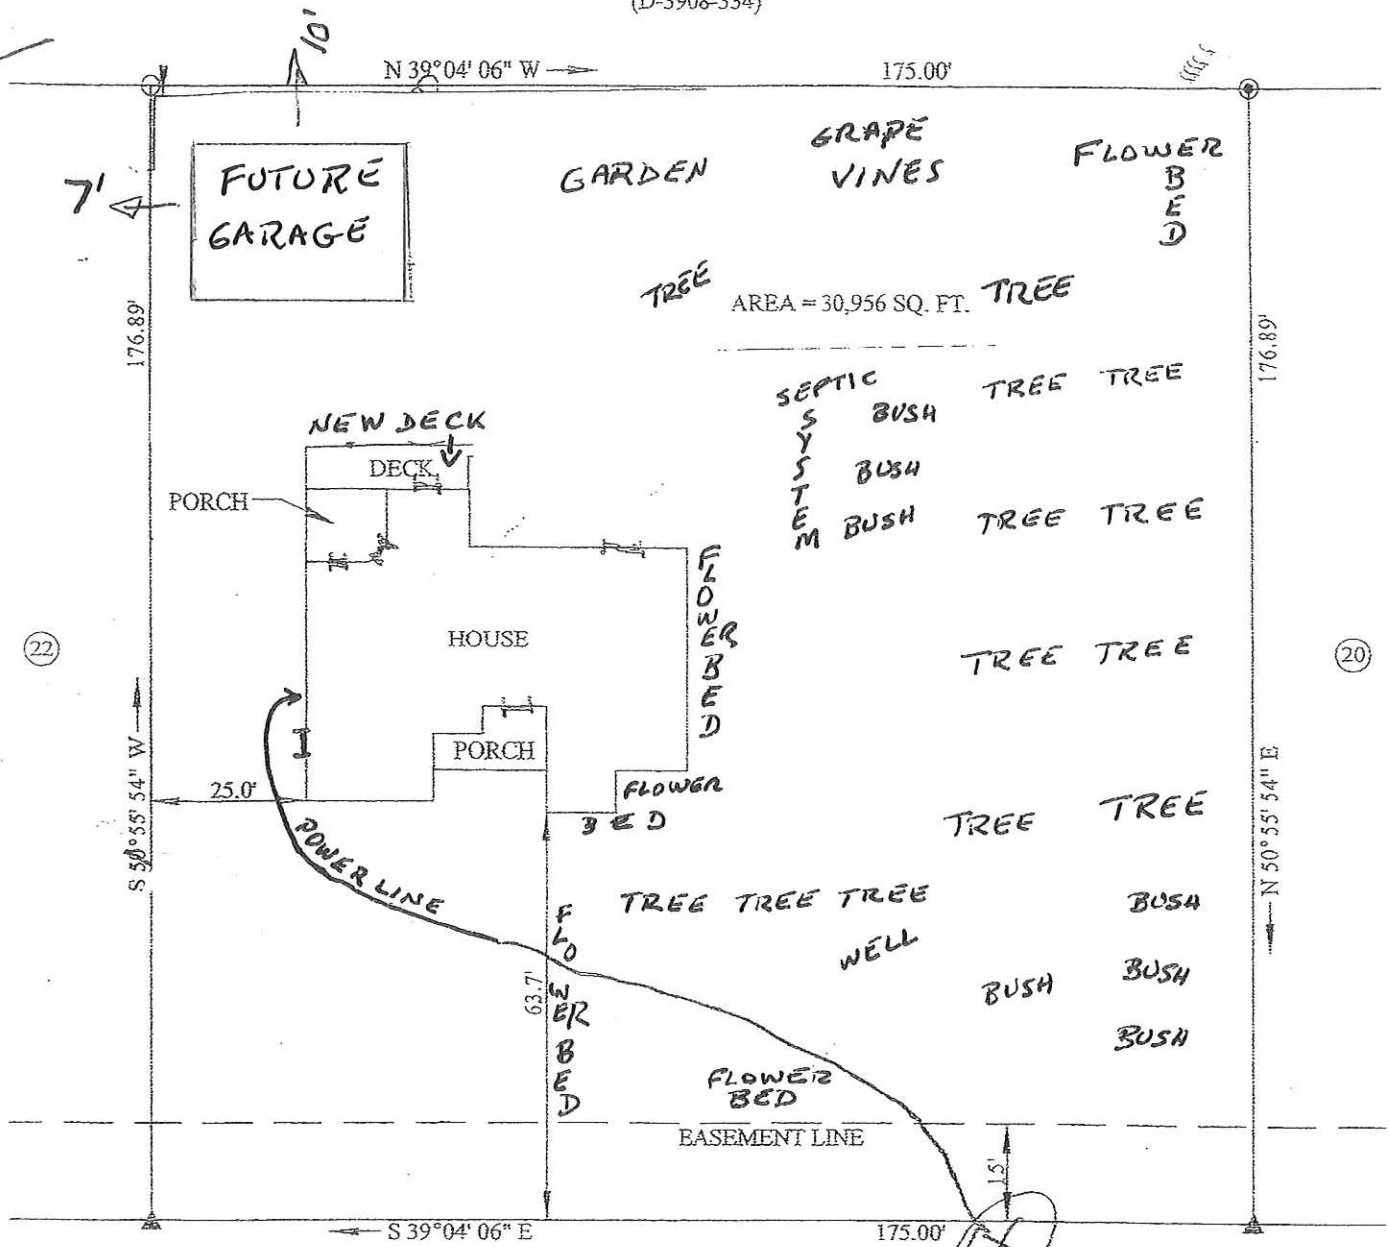 (D-3908-334)
10'
N 39°04' 06" W
175.00'
GRAPE
VINES
GARDEN
FLOWER
BED
FUTURE
GARAGE
7'
TREE
AREA = 30,956 SQ. FT.
TREE
176.89'
176.89'
SEPTIC
SYSTEM
BUSH
TREE TREE
NEW DECK
DECK
BUSH
PORCH
BUSH
TREE TREE
FLOWER BED
HOUSE
22
20
TREE TREE
PORCH
S 50°55' 54" W
N 50°55' 54" E
25.0'
FLOWER
BED
TREE TREE
POWER LINE
TREE TREE TREE
BUSH
FLOWER BED
WELL
63.7'
BUSH
BUSH
BUSH
FLOWER
BED
EASEMENT LINE
15'
S 39°04' 06" E
175.00'